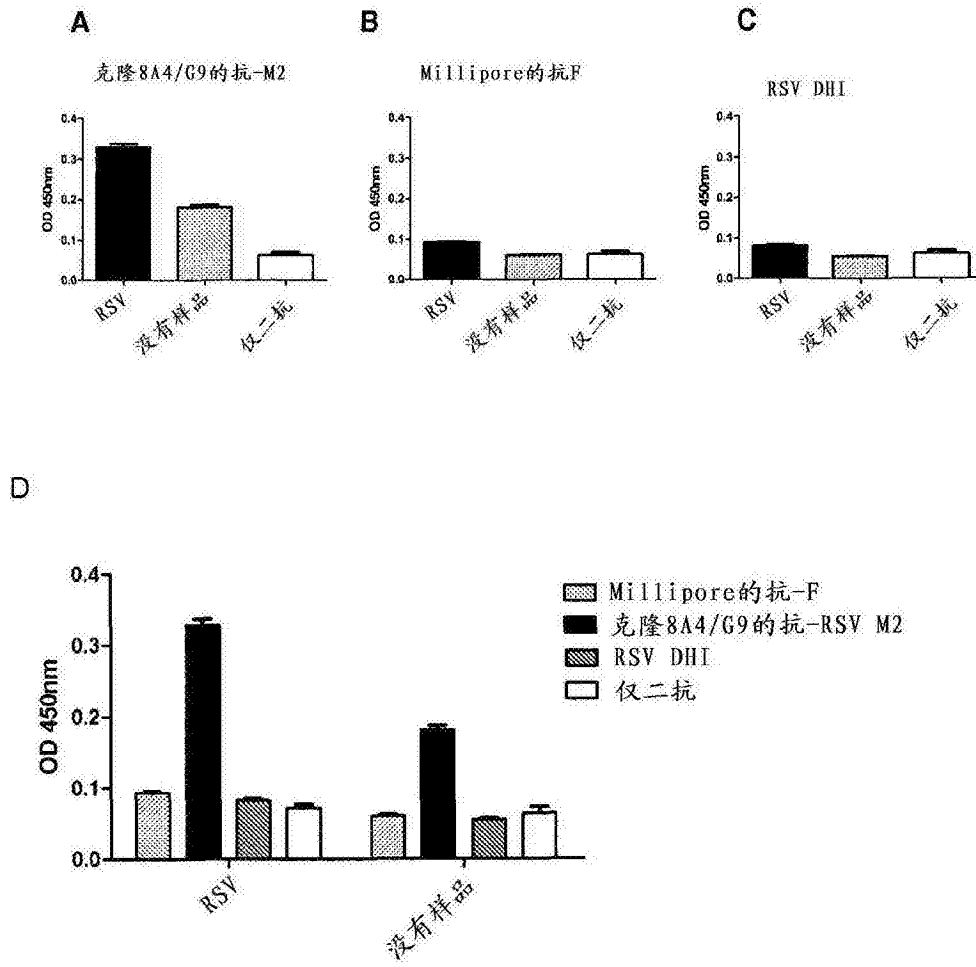 A
克隆8A4/G9的抗-M2
OD 450nm
0.4
0.3
0.2
0.1
0.0
RSV
没有样品
仅二抗
B
Millipore的抗F
OD 450nm
0.4
0.3
0.2
0.1
0.0
RSV
没有样品
仅二抗
C
RSV DHI
OD 450nm
0.4
0.3
0.2
0.1
0.0
RSV
没有样品
仅二抗
D
OD 450nm
0.4
0.3
0.2
0.1
0.0
RSV
没有样品
Millipore的抗-F
克隆8A4/G9的抗-RSV M2
RSV DHI
仅二抗